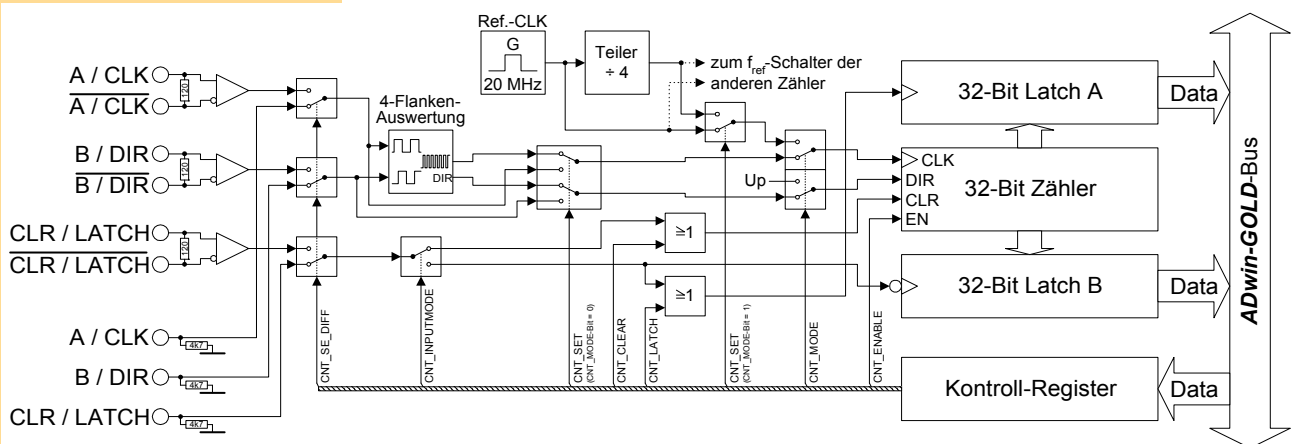 Ref.-CLK
G
20 MHz
Teiler
÷ 4
zum f_ref-Schalter der
anderen Zähler
A / CLK
A / CLK
120
B / DIR
B / DIR
120
CLR / LATCH
CLR / LATCH
120
A / CLK
4k7
B / DIR
4k7
CLR / LATCH
4k7
4-Flanken-
Auswertung
DIR
Up
≥1
≥1
CNT_SE_DIFF
CNT_INPUTMODE
CNT_SET
(CNT_MODE-Bit = 0)
CNT_CLEAR
CNT_LATCH
CNT_SET
(CNT_MODE-Bit = 1)
CNT_MODE
CNT_ENABLE
32-Bit Latch A
Data
CLK
DIR
CLR
EN
32-Bit Zähler
32-Bit Latch B
Data
Kontroll-Register
Data
ADwin-GOLD-Bus